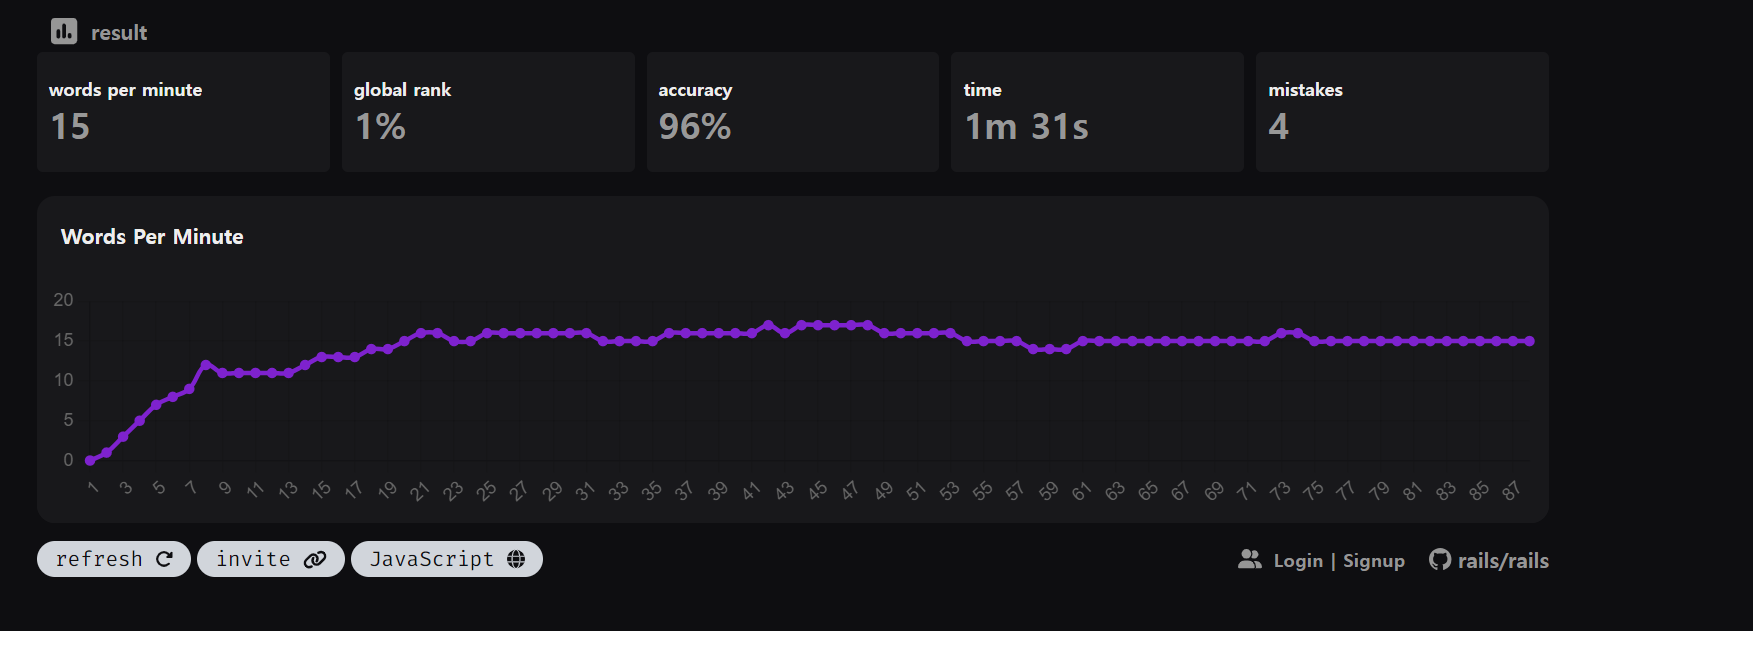 result
words per minute
15
global rank
1%
accuracy
96%
time
1m 31s
mistakes
4
Words Per Minute
20
15
10
5
0
1 3 5 7 9 11 13 15 17 19 21 23 25 27 29 31 33 35 37 39 41 43 45 47 49 51 53 55 57 59 61 63 65 67 69 71 73 75 77 79 81 83 85 87
refresh invite JavaScript Login | Signup rails/rails